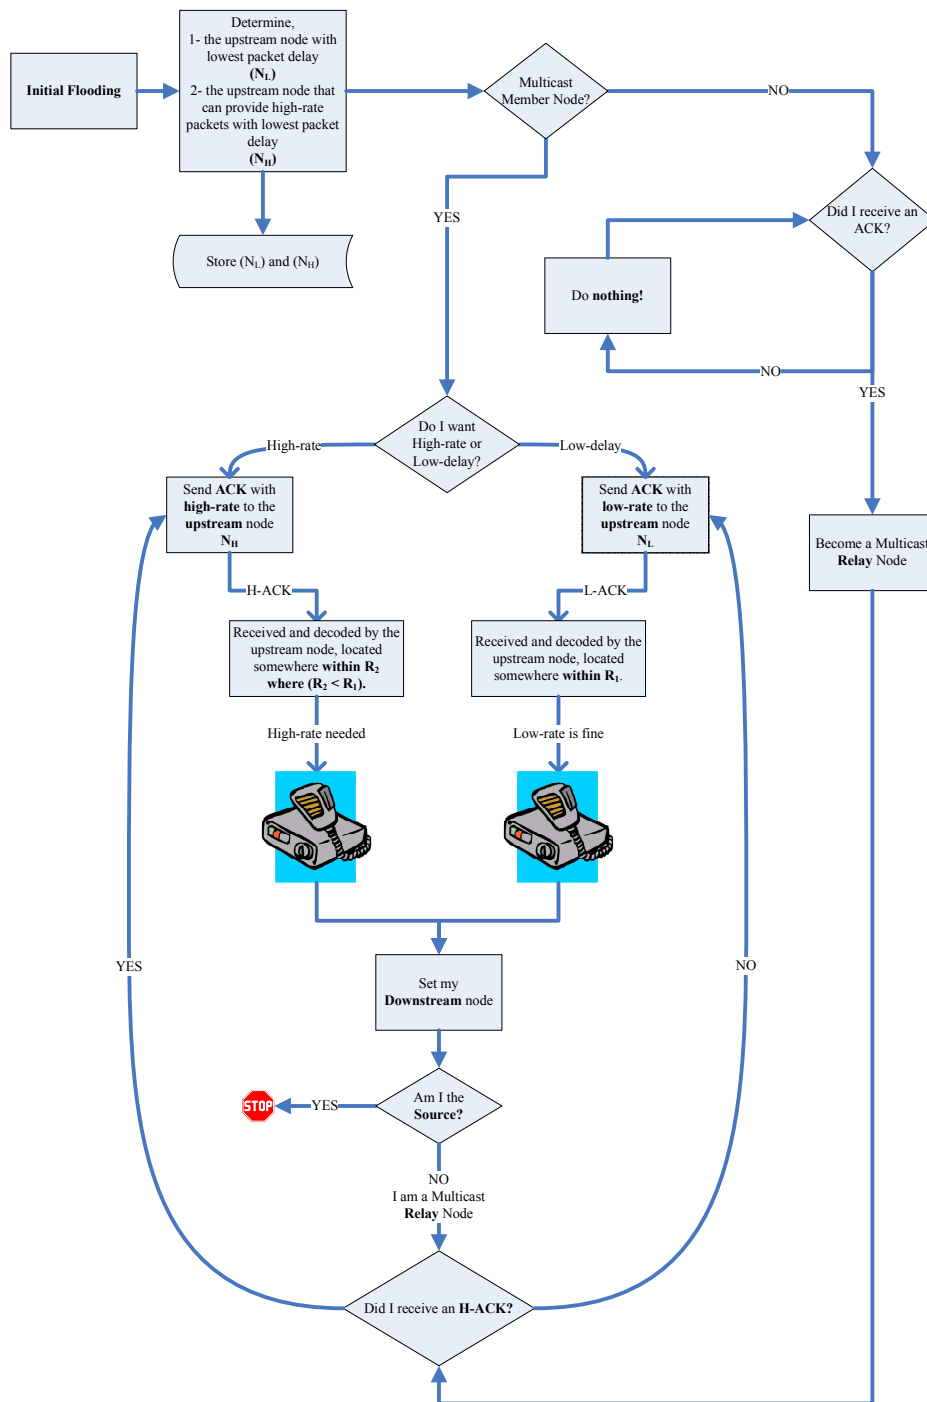 Initial Flooding
Determine,
1- the upstream node with
lowest packet delay
(NL)
2- the upstream node that
can provide high-rate
packets with lowest packet
delay
(NH)
Multicast
Member Node?
NO
YES
Store (NL) and (NH)
Did I receive an
ACK?
Do nothing!
NO
YES
Do I want
High-rate or
Low-delay?
High-rate
Low-delay
Send ACK with
high-rate to the
upstream node
NH
Send ACK with
low-rate to the
upstream node
NL
Become a Multicast
Relay Node
H-ACK
L-ACK
Received and decoded by the
upstream node, located
somewhere within R2
where (R2 < R1).
Received and decoded by the
upstream node, located
somewhere within R1.
High-rate needed
Low-rate is fine
YES
NO
Set my
Downstream node
Am I the
Source?
YES
STOP
NO
I am a Multicast
Relay Node
Did I receive an H-ACK?